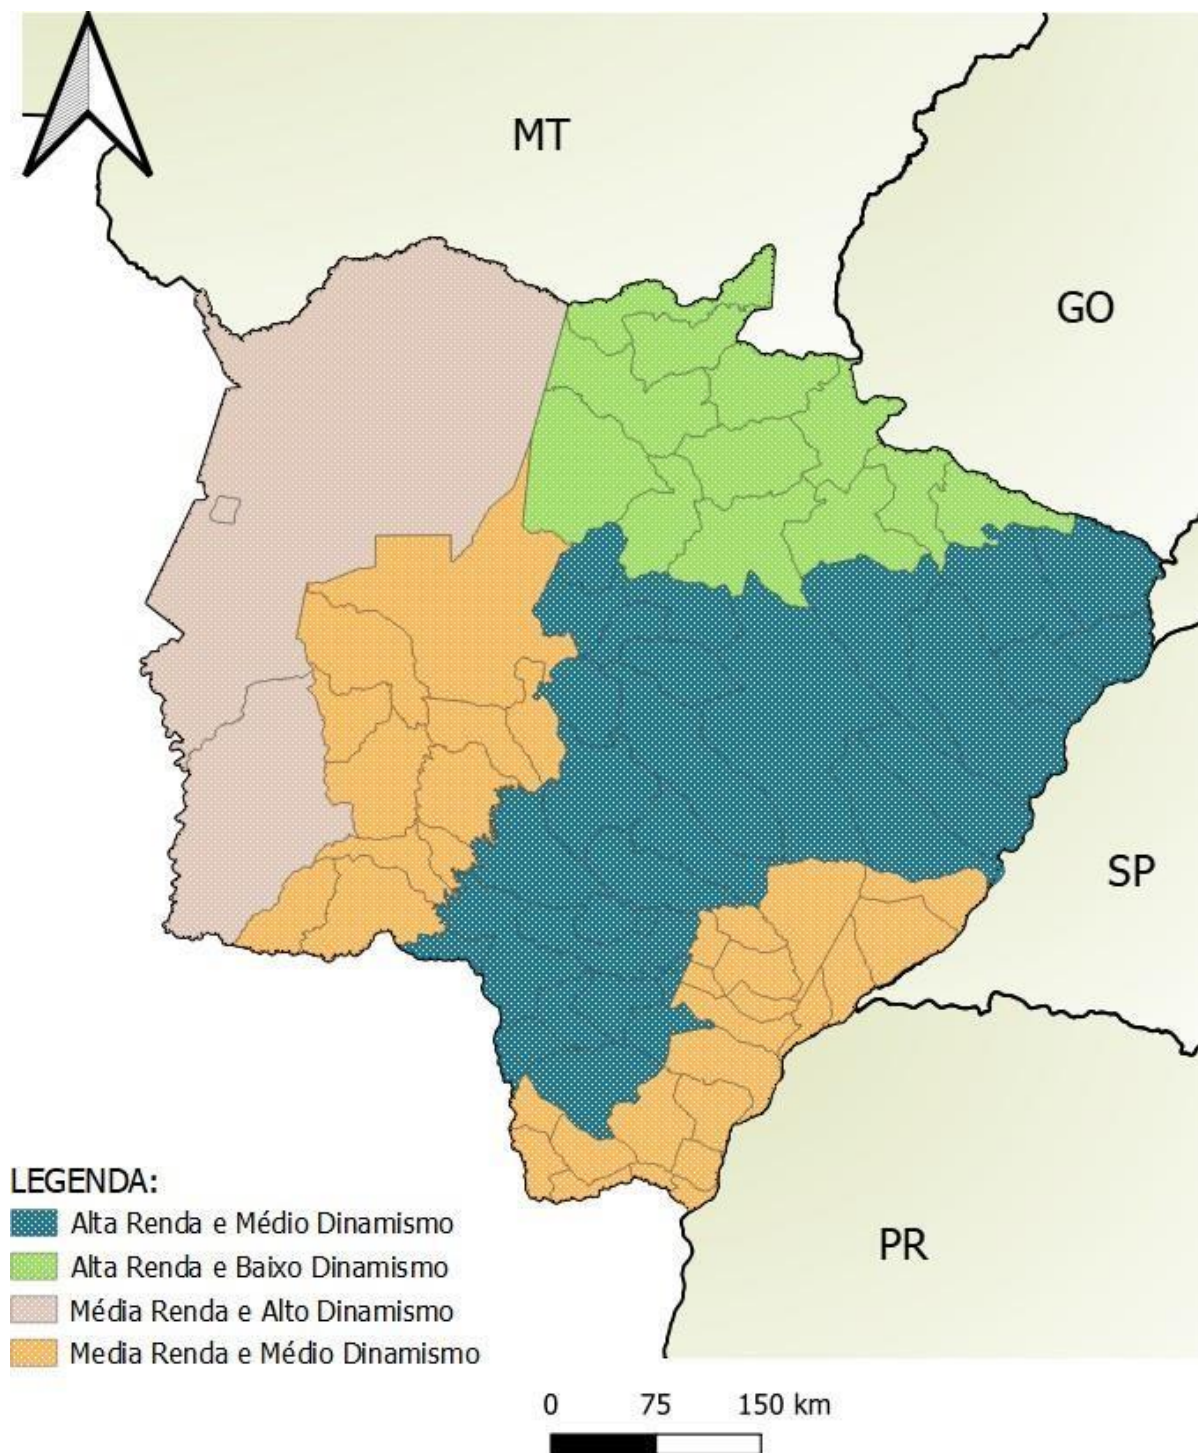 MT
GO
SP
PR
LEGENDA:
Alta Renda e Médio Dinamismo
Alta Renda e Baixo Dinamismo
Média Renda e Alto Dinamismo
Media Renda e Médio Dinamismo
0 75 150 km